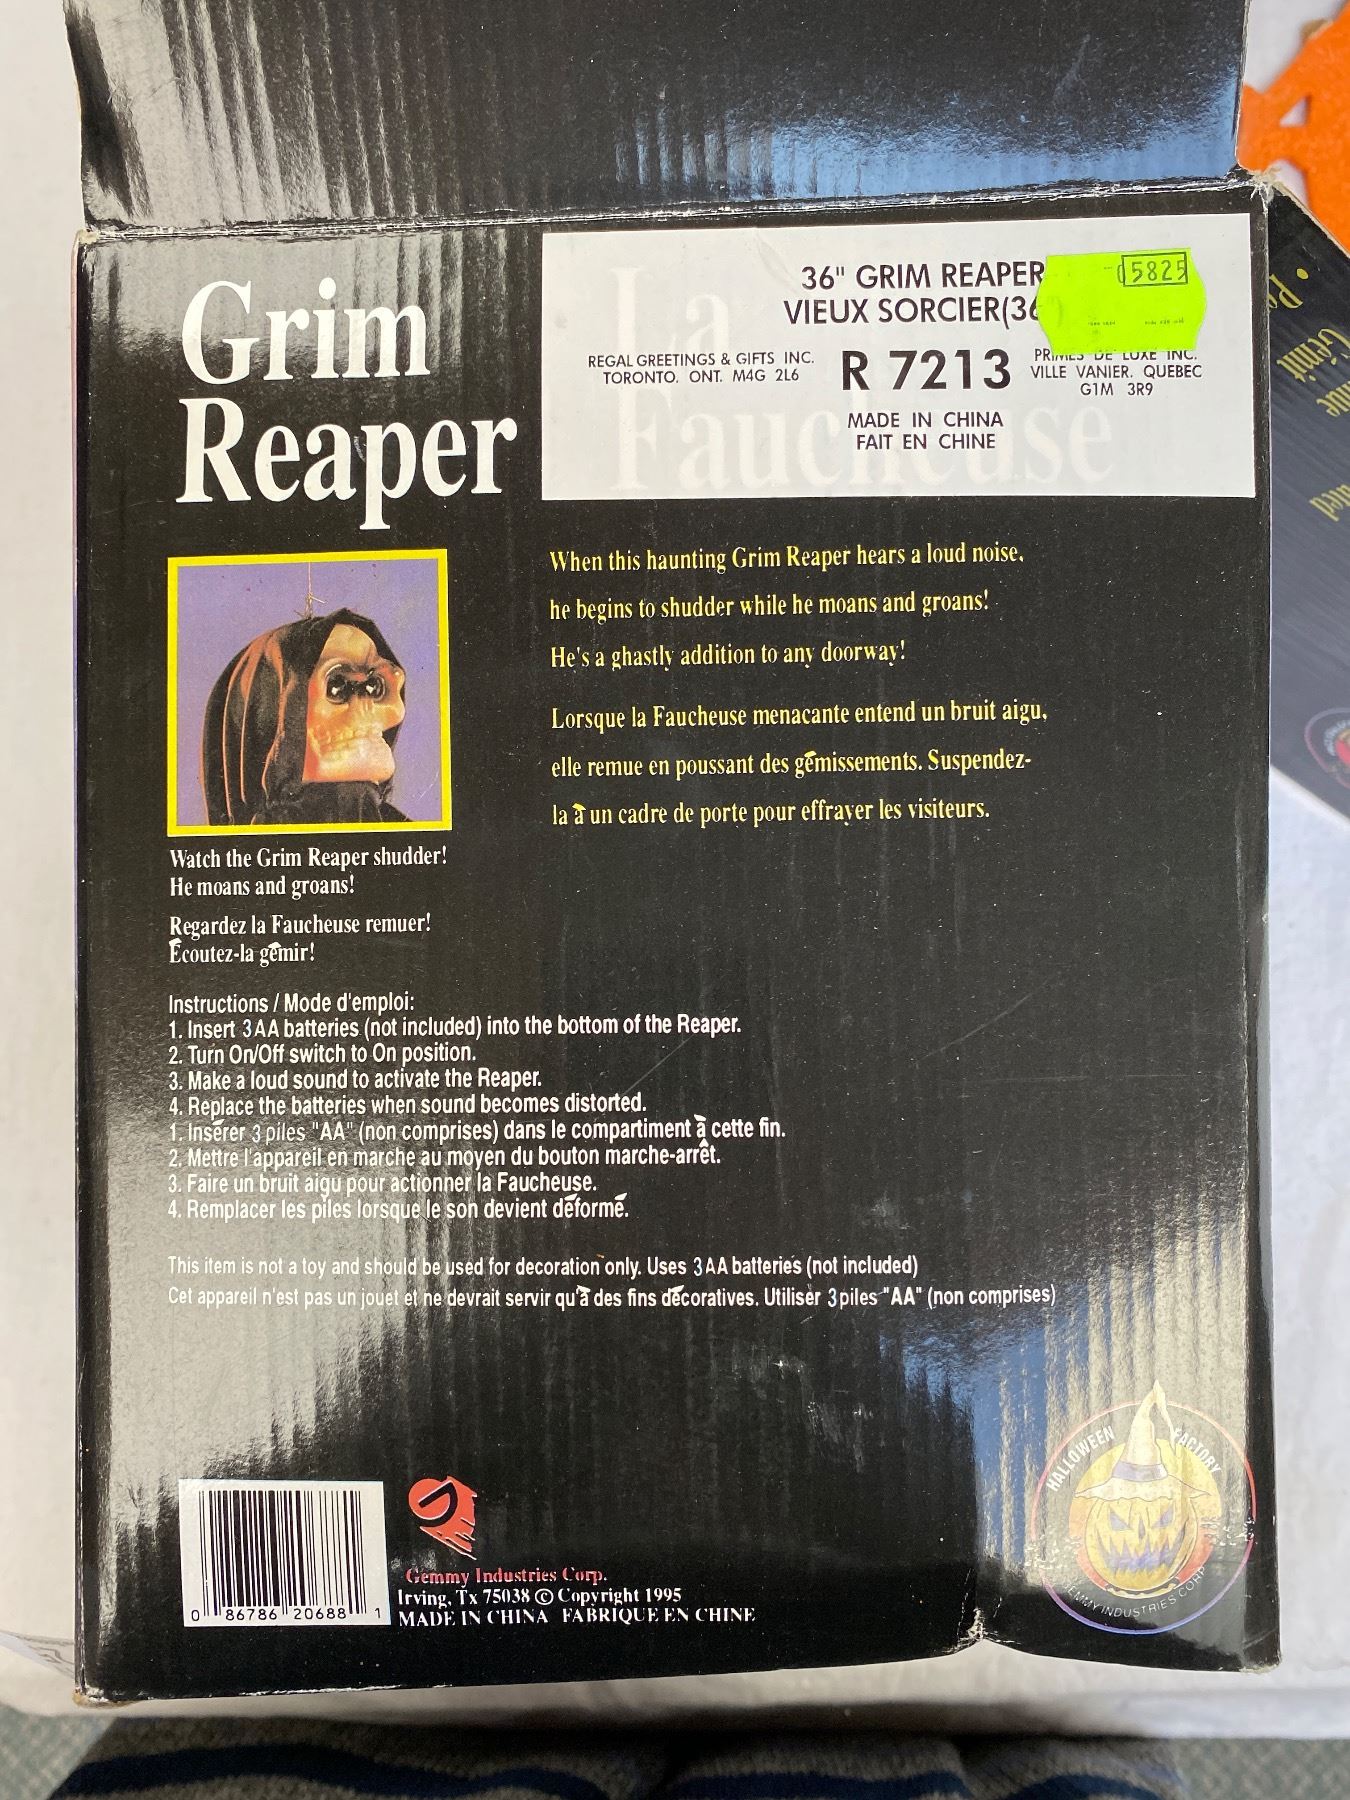 Grim
Reaper
La
Faucheuse
36" GRIM REAPER
VIEUX SORCIER(36
5825
REGAL GREETINGS & GIFTS INC.
TORONTO. ONT. M4G 2L6
R 7213
PRIMES DE LUXE INC.
VILLE VANIER. QUEBEC
G1M 3R9
MADE IN CHINA
FAIT EN CHINE
When this haunting Grim Reaper hears a loud noise,
he begins to shudder while he moans and groans!
He's a ghastly addition to any doorway!
Lorsque la Faucheuse menacante entend un bruit aigu,
elle remue en poussant des gémissements. Suspendez-
la à un cadre de porte pour effrayer les visiteurs.
Watch the Grim Reaper shudder!
He moans and groans!
Regardez la Faucheuse remuer!
Écoutez-la gémir!
Instructions / Mode d'emploi:
1. Insert 3 AA batteries (not included) into the bottom of the Reaper.
2. Turn On/Off switch to On position.
3. Make a loud sound to activate the Reaper.
4. Replace the batteries when sound becomes distorted.
1. Insérer 3 piles "AA" (non comprises) dans le compartiment à cette fin.
2. Mettre l'appareil en marche au moyen du bouton marche-arrêt.
3. Faire un bruit aigu pour actionner la Faucheuse.
4. Remplacer les piles lorsque le son devient déformé.
This item is not a toy and should be used for decoration only. Uses 3 AA batteries (not included)
Cet appareil n'est pas un jouet et ne devrait servir qu'à des fins décoratives. Utiliser 3 piles "AA" (non comprises)
0 86786 20688 1
Gemmy Industries Corp.
Irving, Tx 75038 © Copyright 1995
MADE IN CHINA FABRIQUE EN CHINE
HALLOWEEN FACTORY
GEMMY INDUSTRIES CORP
Gémit